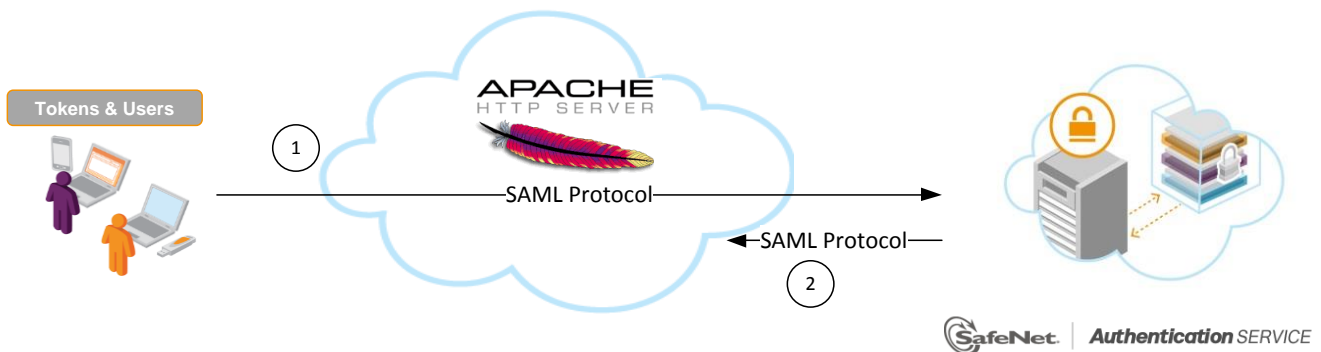 APACHE
HTTP SERVER
Tokens & Users
1
SAML Protocol
SAML Protocol
2
SafeNet. Authentication SERVICE